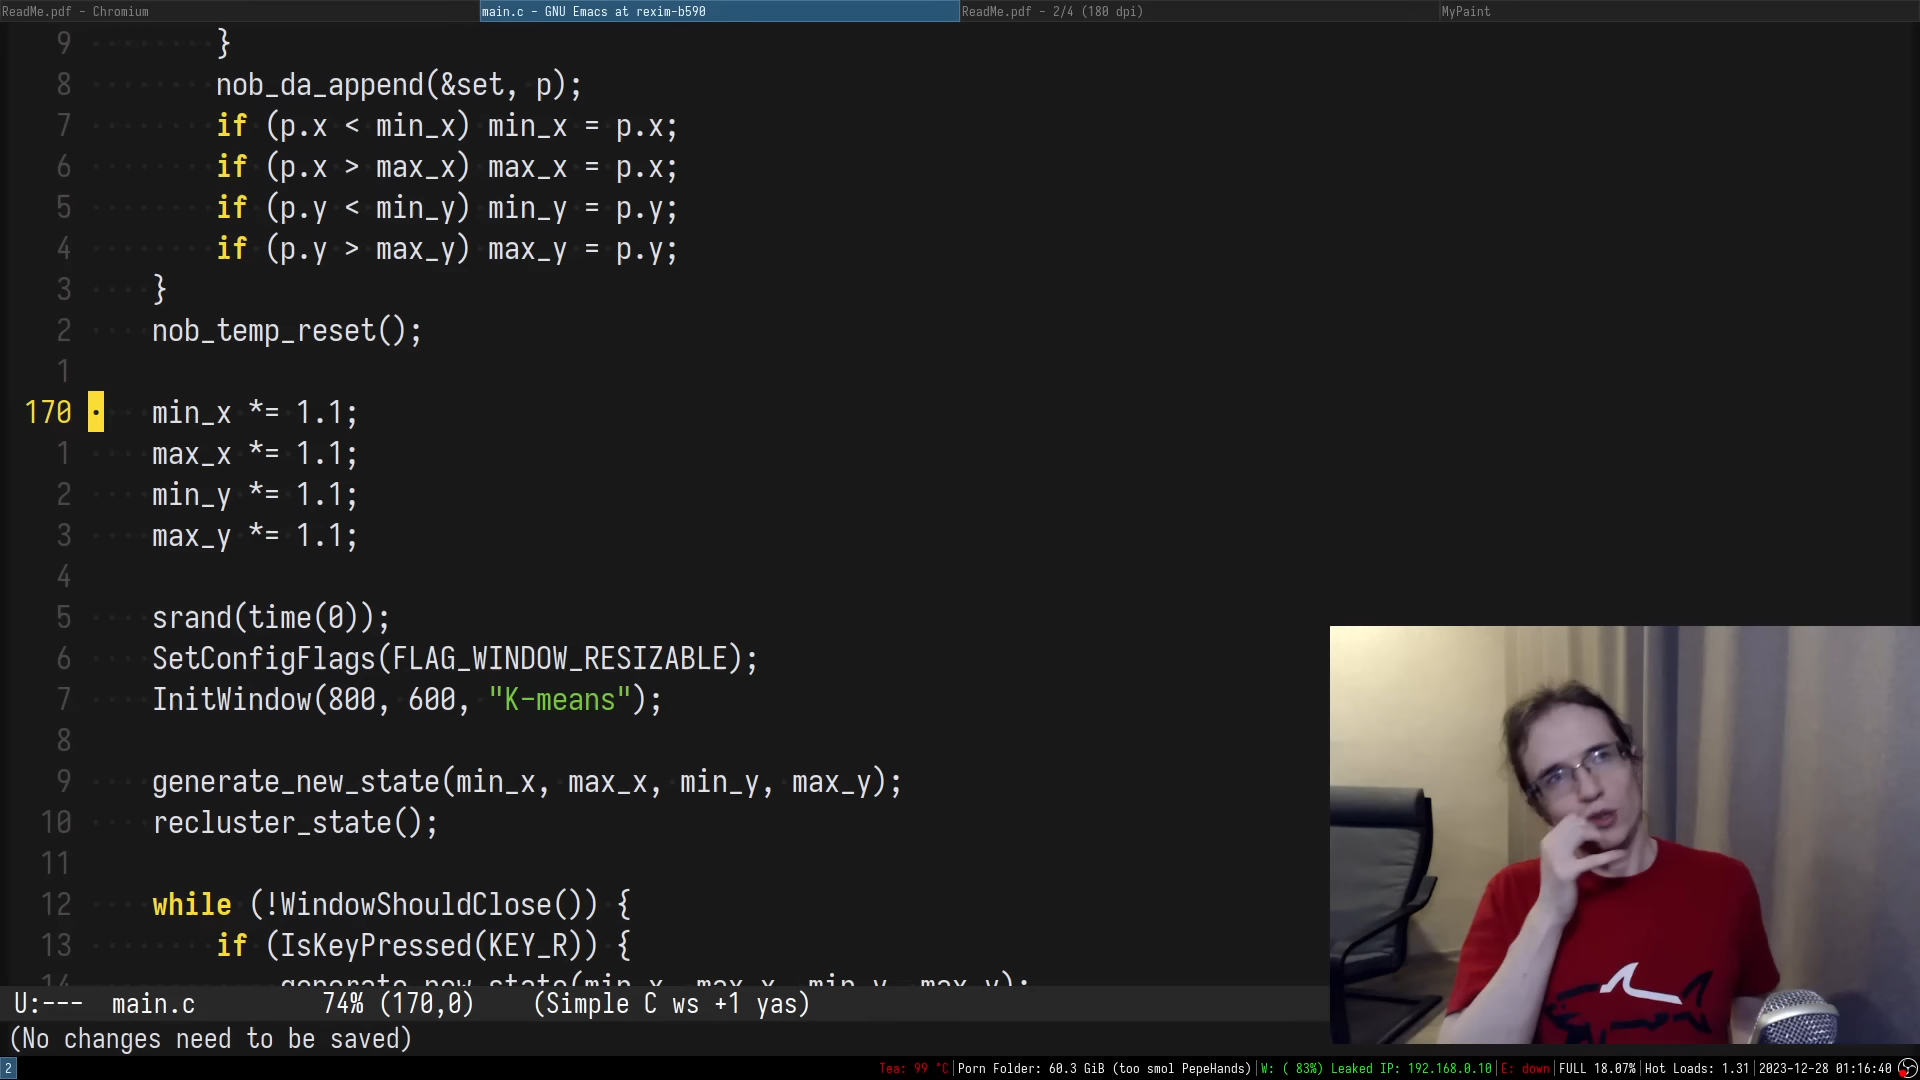 ReadMe.pdf - Chromium
main.c - GNU Emacs at rexim-b590
ReadMe.pdf - 2/4 (180 dpi)
MyPaint
9 }
8 nob_da_append(&set, p);
7 if (p.x < min_x) min_x = p.x;
6 if (p.x > max_x) max_x = p.x;
5 if (p.y < min_y) min_y = p.y;
4 if (p.y > max_y) max_y = p.y;
3 }
2 nob_temp_reset();
1
170 min_x *= 1.1;
1 max_x *= 1.1;
2 min_y *= 1.1;
3 max_y *= 1.1;
4
5 srand(time(0));
6 SetConfigFlags(FLAG_WINDOW_RESIZABLE);
7 InitWindow(800, 600, "K-means");
8
9 generate_new_state(min_x, max_x, min_y, max_y);
10 recluster_state();
11
12 while (!WindowShouldClose()) {
13 if (IsKeyPressed(KEY_R)) {
14 generate_new_state(min_x, max_x, min_y, max_y);
U:--- main.c 74% (170,0) (Simple C ws +1 yas)
(No changes need to be saved)
2 Tea: 99 °C|Porn Folder: 60.3 GiB (too smol PepeHands)|W: ( 83%) Leaked IP: 192.168.0.10|E: down|FULL 18.07%|Hot Loads: 1.31|2023-12-28 01:16:40